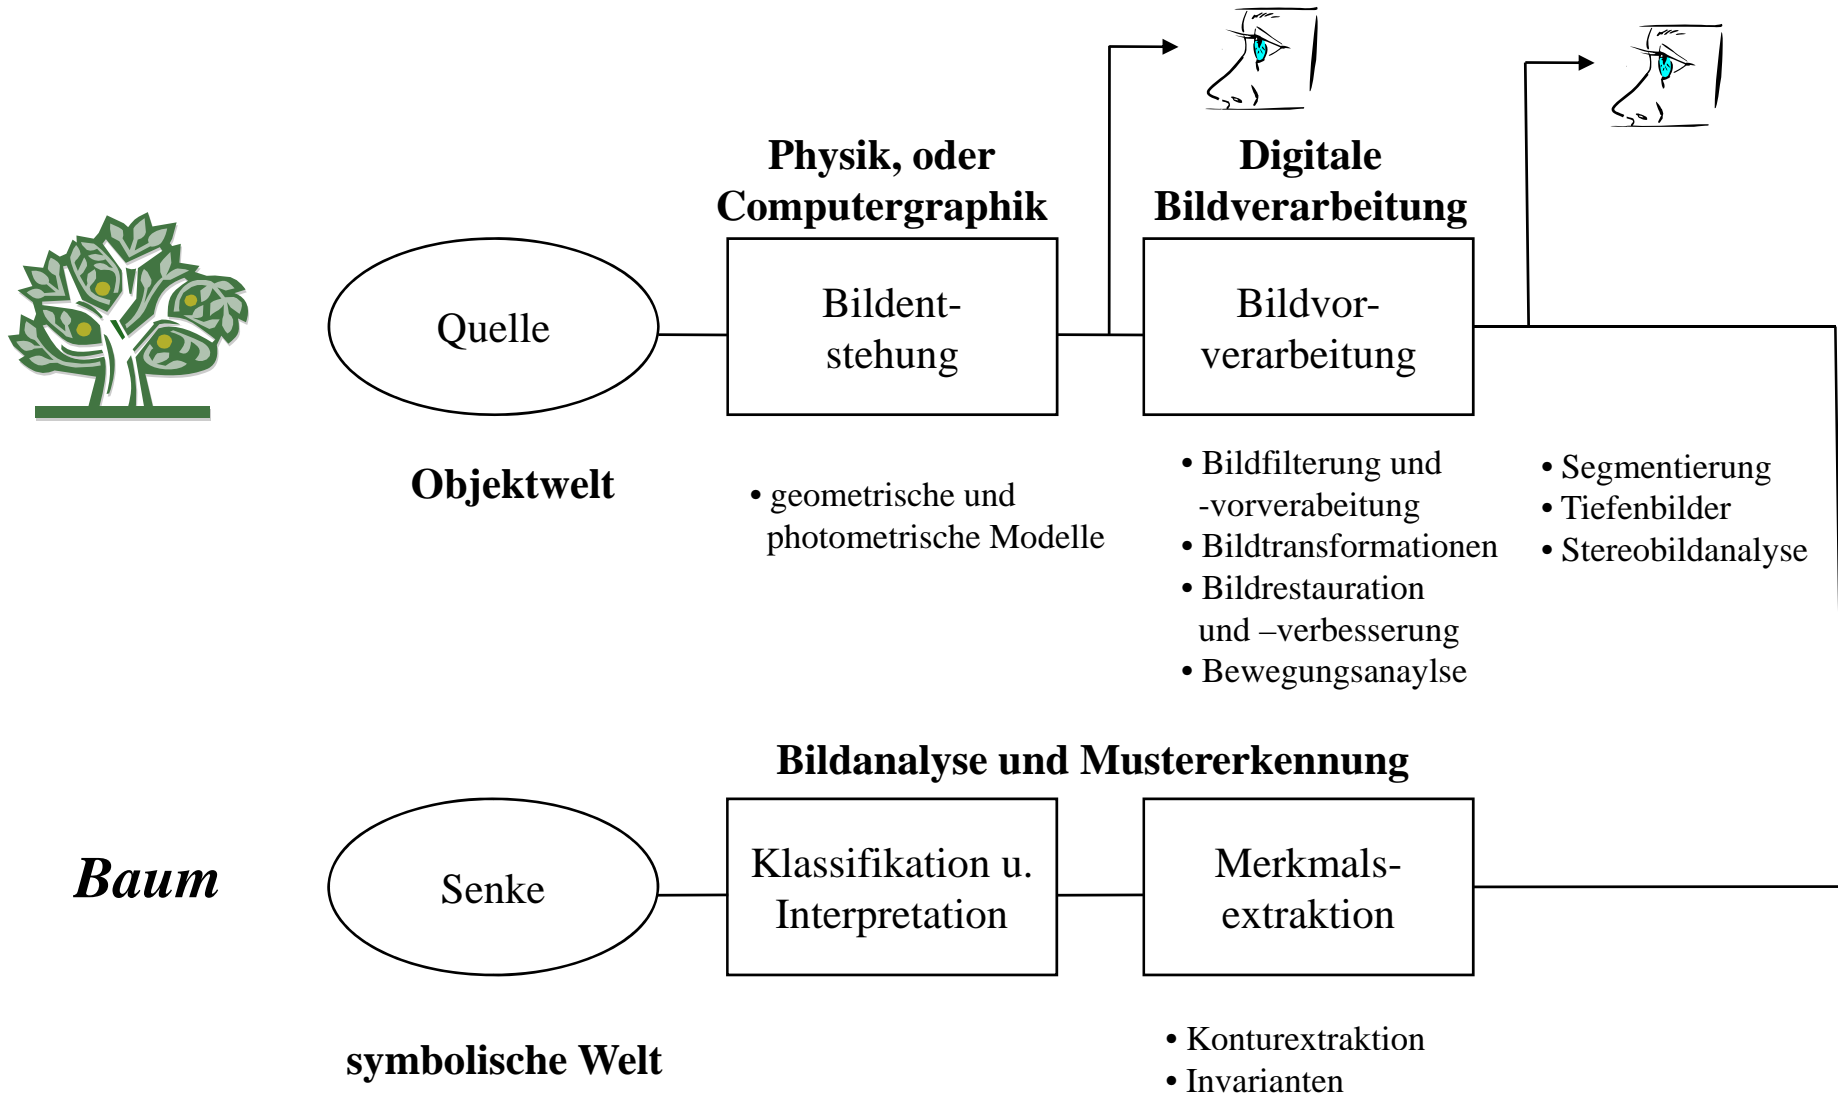 Physik, oder
Computergraphik
Digitale
Bildverarbeitung
Quelle
Bildent-
stehung
Bildvor-
verarbeitung
Objektwelt
• geometrische und
photometrische Modelle
• Bildfilterung und
-vorverabeitung
• Bildtransformationen
• Bildrestauration
und –verbesserung
• Bewegungsanaylse
• Segmentierung
• Tiefenbilder
• Stereobildanalyse
Bildanalyse und Mustererkennung
Baum
Senke
Klassifikation u.
Interpretation
Merkmals-
extraktion
symbolische Welt
• Konturextraktion
• Invarianten